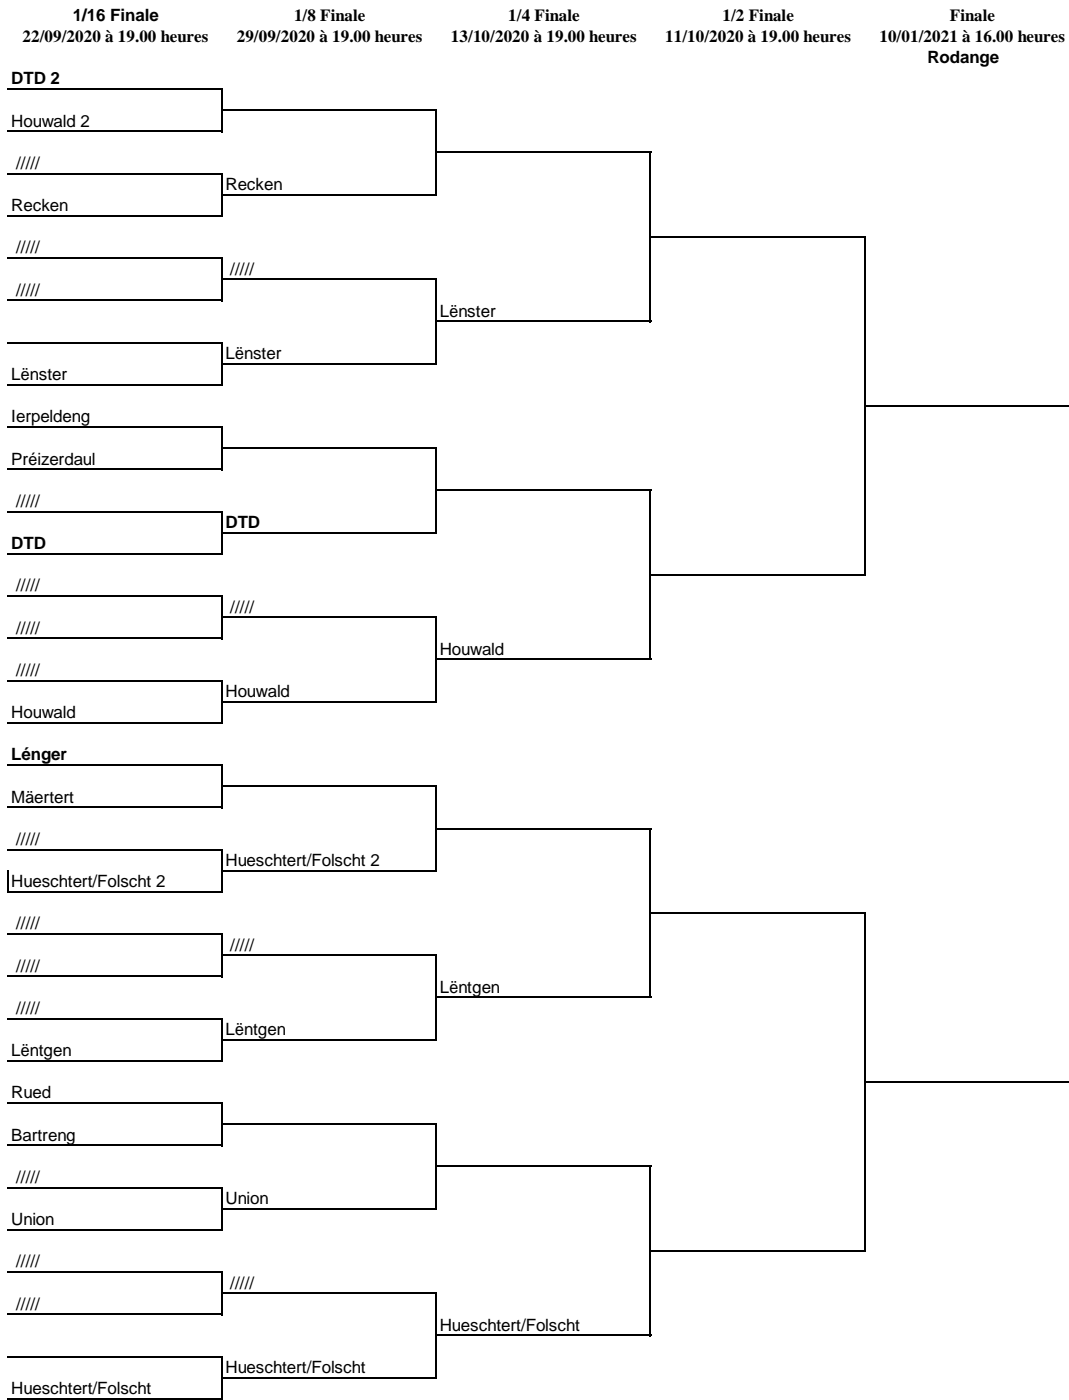 1/16 Finale 1/8 Finale 1/4 Finale 1/2 Finale Finale
22/09/2020 à 19.00 heures 29/09/2020 à 19.00 heures 13/10/2020 à 19.00 heures 11/10/2020 à 19.00 heures 10/01/2021 à 16.00 heures
Rodange
DTD 2
Houwald 2
/////
Recken
Recken
/////
/////
/////
Lënster
Lënster
Lënster
Ierpeldeng
Préizerdaul
/////
DTD
DTD
/////
/////
/////
Houwald
/////
Houwald
Houwald
Lénger
Mäertert
/////
Hueschtert/Folscht 2
Hueschtert/Folscht 2
/////
/////
/////
Lëntgen
/////
Lëntgen
Lëntgen
Rued
Bartreng
/////
Union
Union
/////
/////
/////
Hueschtert/Folscht
Hueschtert/Folscht
Hueschtert/Folscht